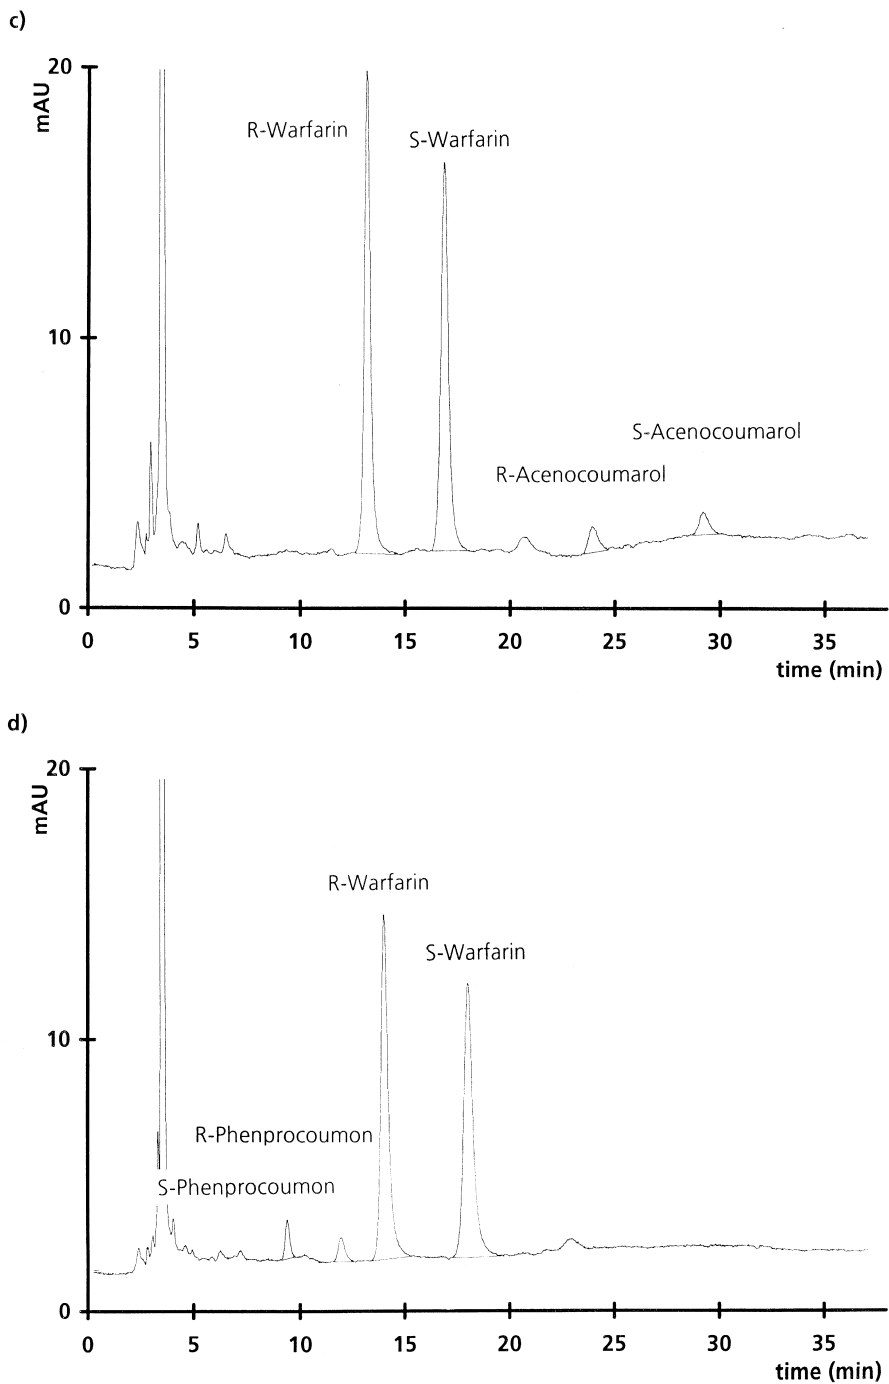 c)
20
mAU
R-Warfarin
S-Warfarin
10
S-Acenocoumarol
R-Acenocoumarol
0
0 5 10 15 20 25 30 35
time (min)
d)
20
mAU
R-Warfarin
S-Warfarin
10
R-Phenprocoumon
S-Phenprocoumon
0
0 5 10 15 20 25 30 35
time (min)